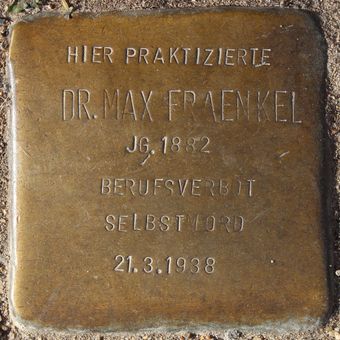 HIER PRAKTIZIERTE
DR. MAX FRAENKEL
JG. 1882
BERUFSVERBOT
SELBSTMORD
21.3.1938